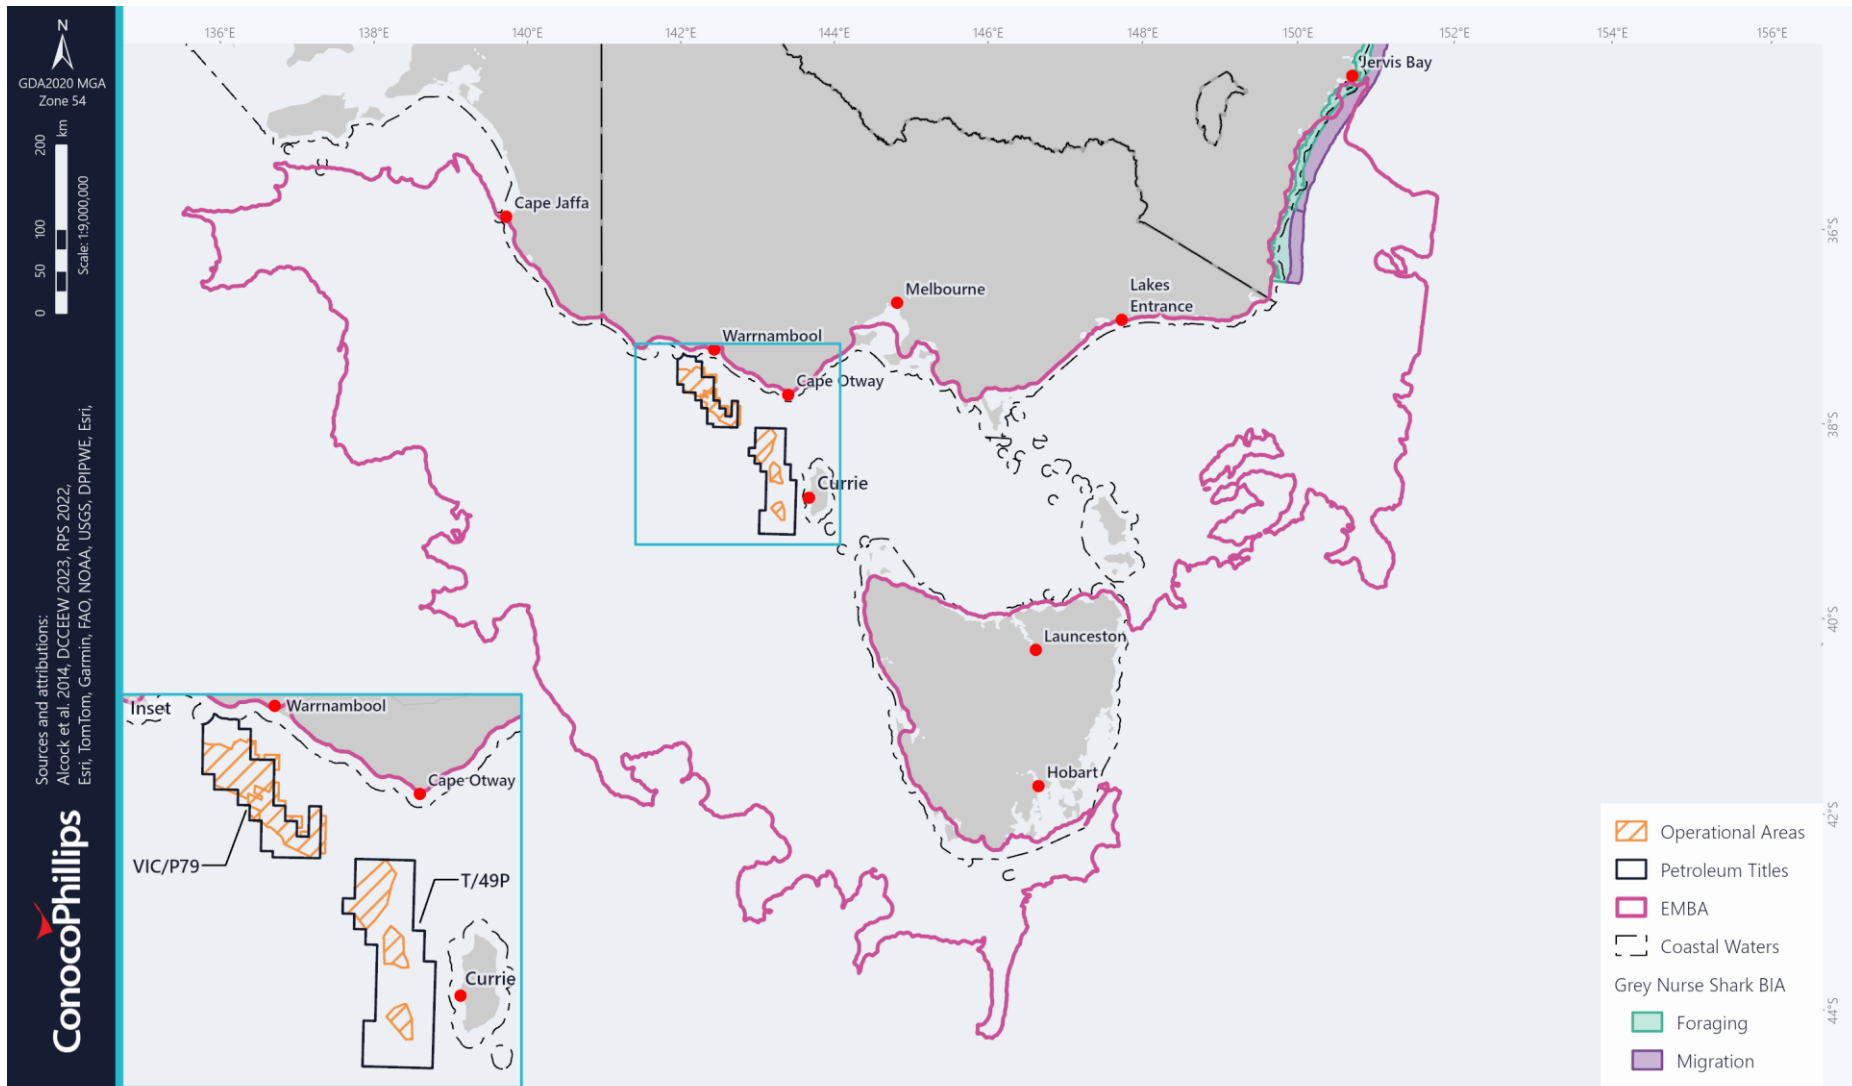 N
GDA2020 MGA
Zone 54
0 50 100 200
km
Scale: 1:9,000,000
Sources and attributions:
Alcock et al. 2014, DCCEEW 2023, RPS 2022,
Esri, TomTom, Garmin, FAO, NOAA, USGS, DPIPWE, Esri,
ConocoPhillips
136°E 138°E 140°E 142°E 144°E 146°E 148°E 150°E 152°E 154°E 156°E
Jervis Bay
Cape Jaffa
36°S
Melbourne
Lakes
Entrance
Warrnambool
Cape Otway
38°S
Currie
40°S
Launceston
Hobart
42°S
44°S
Inset
Warrnambool
Cape Otway
VIC/P79
T/49P
Currie
Operational Areas
Petroleum Titles
EMBA
Coastal Waters
Grey Nurse Shark BIA
Foraging
Migration